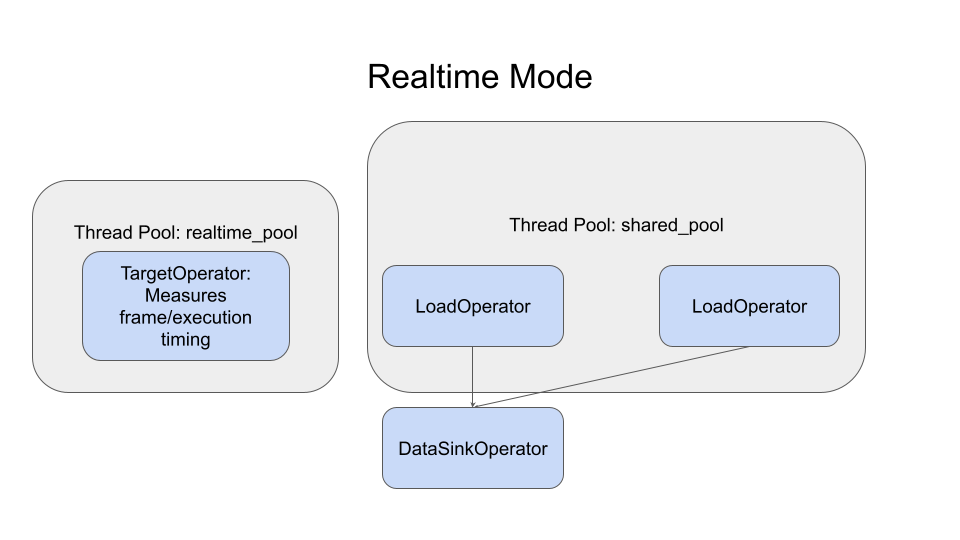 Realtime Mode
Thread Pool: realtime_pool
TargetOperator:
Measures
frame/execution
timing
Thread Pool: shared_pool
LoadOperator
LoadOperator
DataSinkOperator